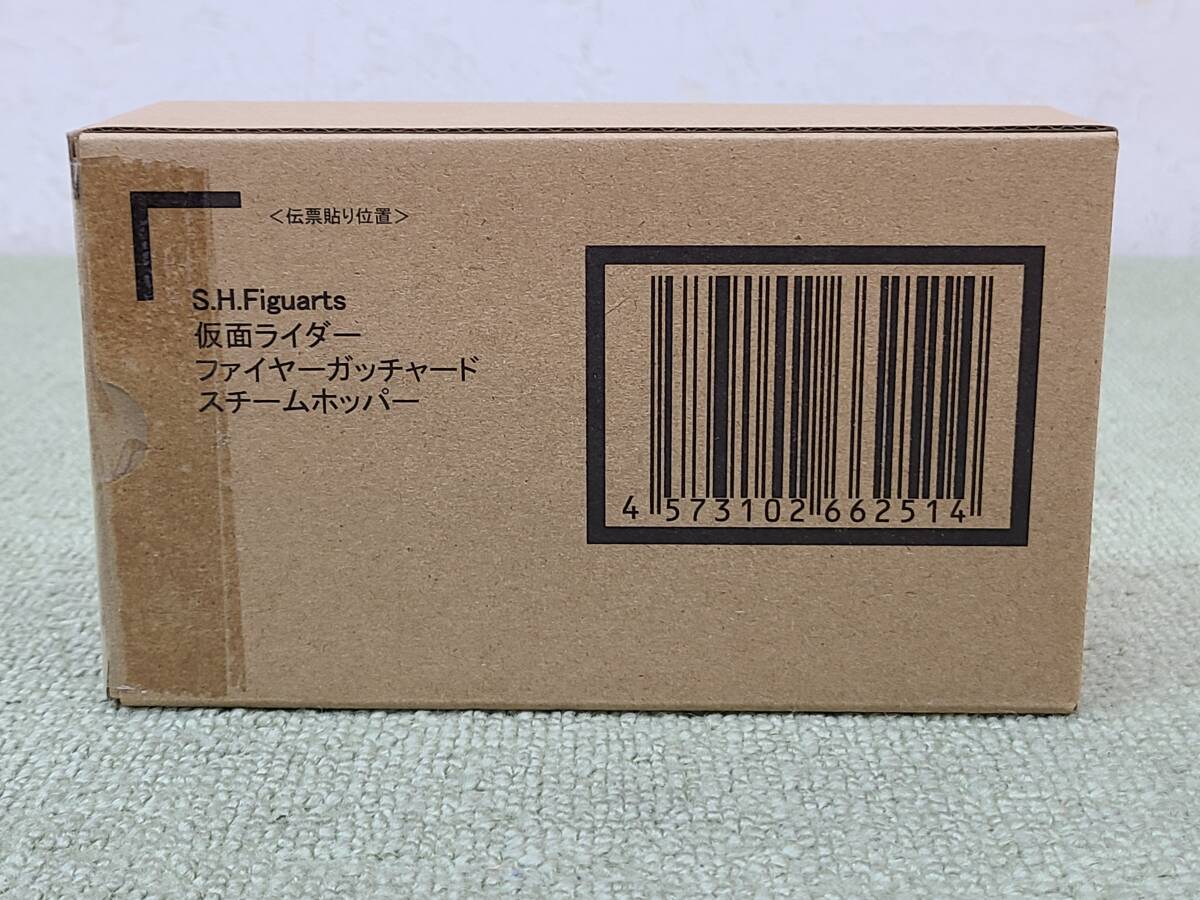 ＜伝票貼り位置＞
S.H.Figuarts
仮面ライダー
ファイヤーガッチャード
スチームホッパー
4 573102 662514